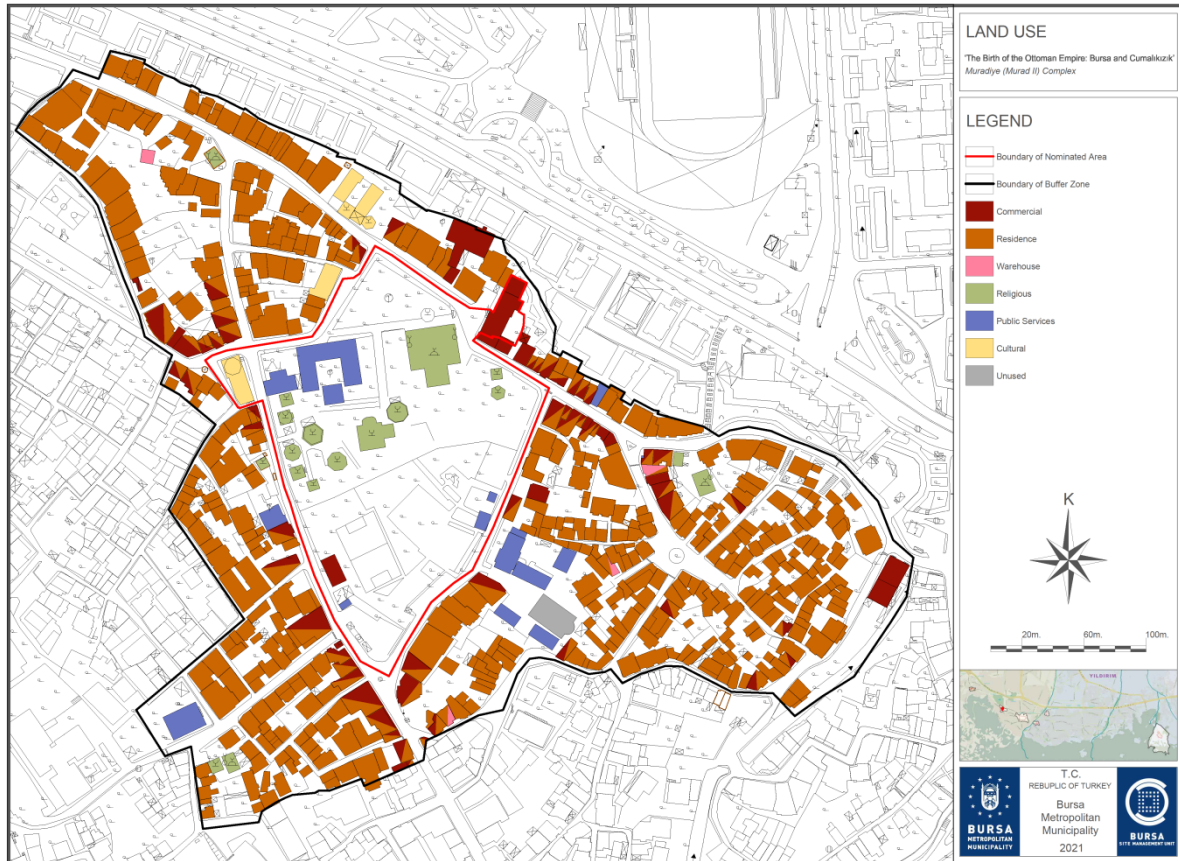 LAND USE
'The Birth of the Ottoman Empire: Bursa and Cumalıkızık'
Muradiye (Murad II) Complex
LEGEND
Boundary of Nominated Area
Boundary of Buffer Zone
Commercial
Residence
Warehouse
Religious
Public Services
Cultural
Unused
K
20m. 60m. 100m.
YILDIRIM
BURSA
METROPOLITAN
MUNICIPALITY
T.C.
REBUPLIC OF TURKEY
Bursa
Metropolitan
Municipality
2021
BURSA
SITE MANAGEMENT UNIT